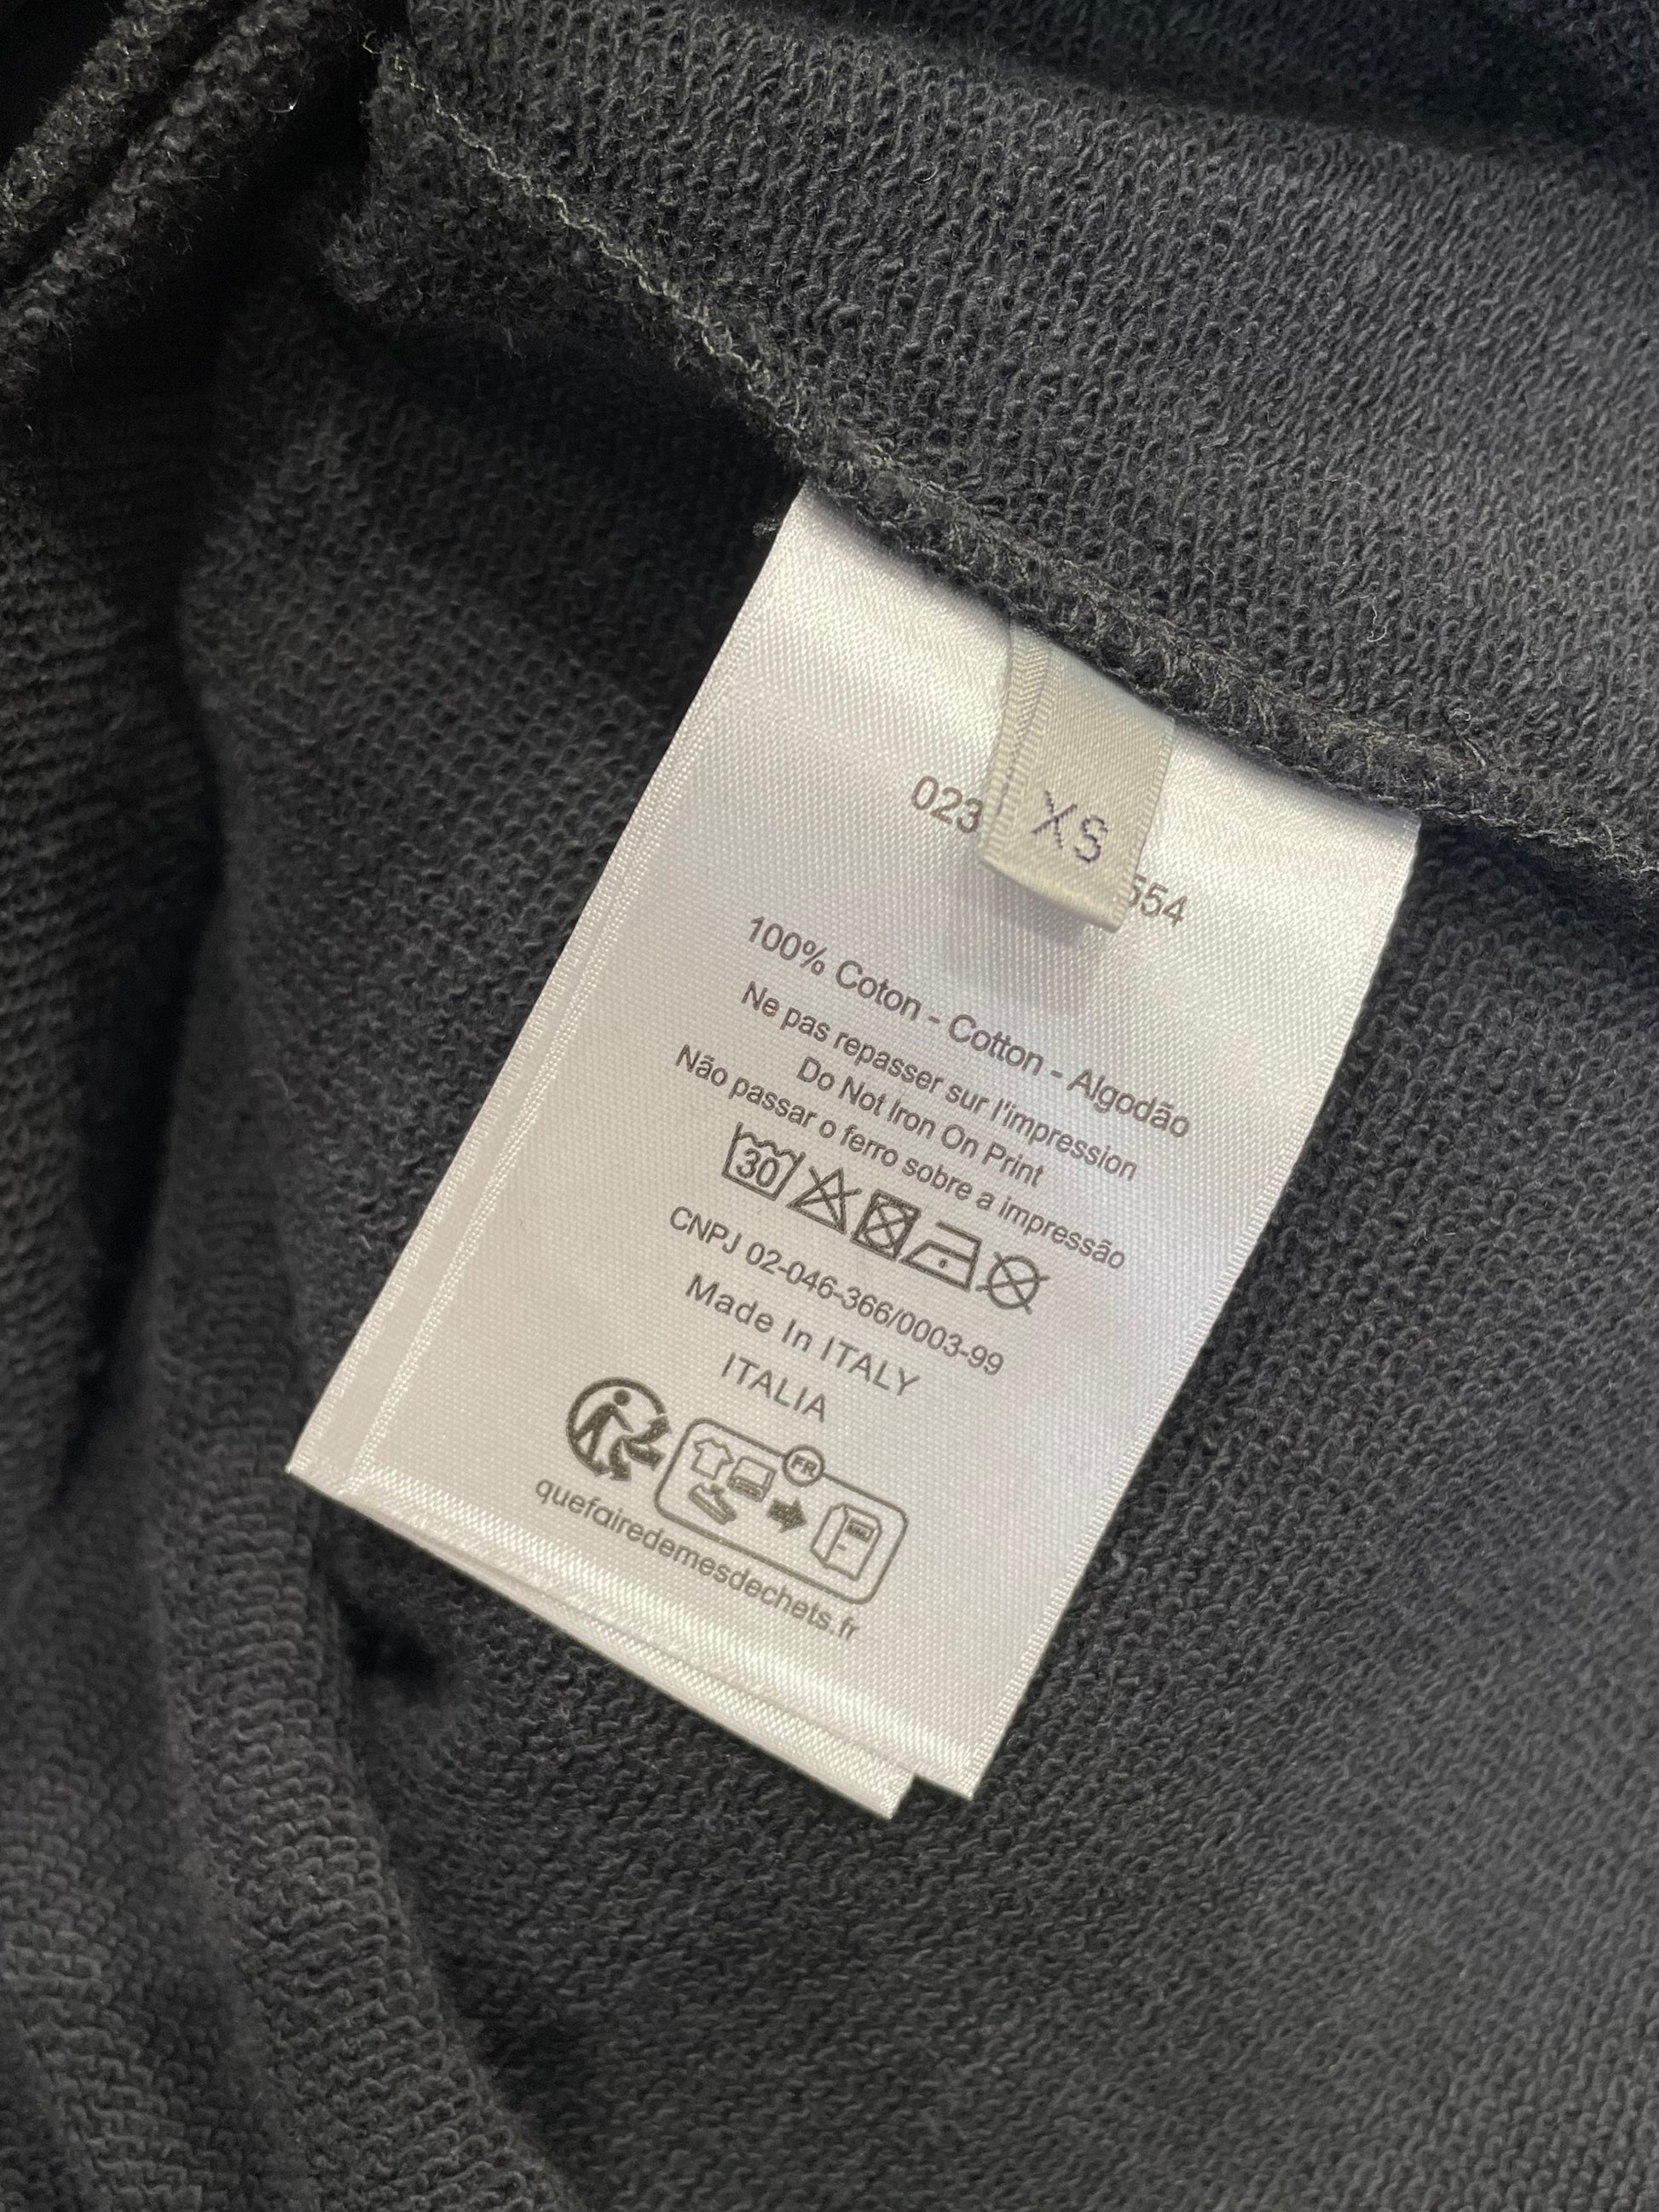 XS
023 554
100% Coton - Cotton - Algodão
Ne pas repasser sur l'impression
Do Not Iron On Print
Não passar o ferro sobre a impressão
30
CNPJ 02-046-366/0003-99
Made In ITALY
ITALIA
FR
quefairedemesdechets.fr